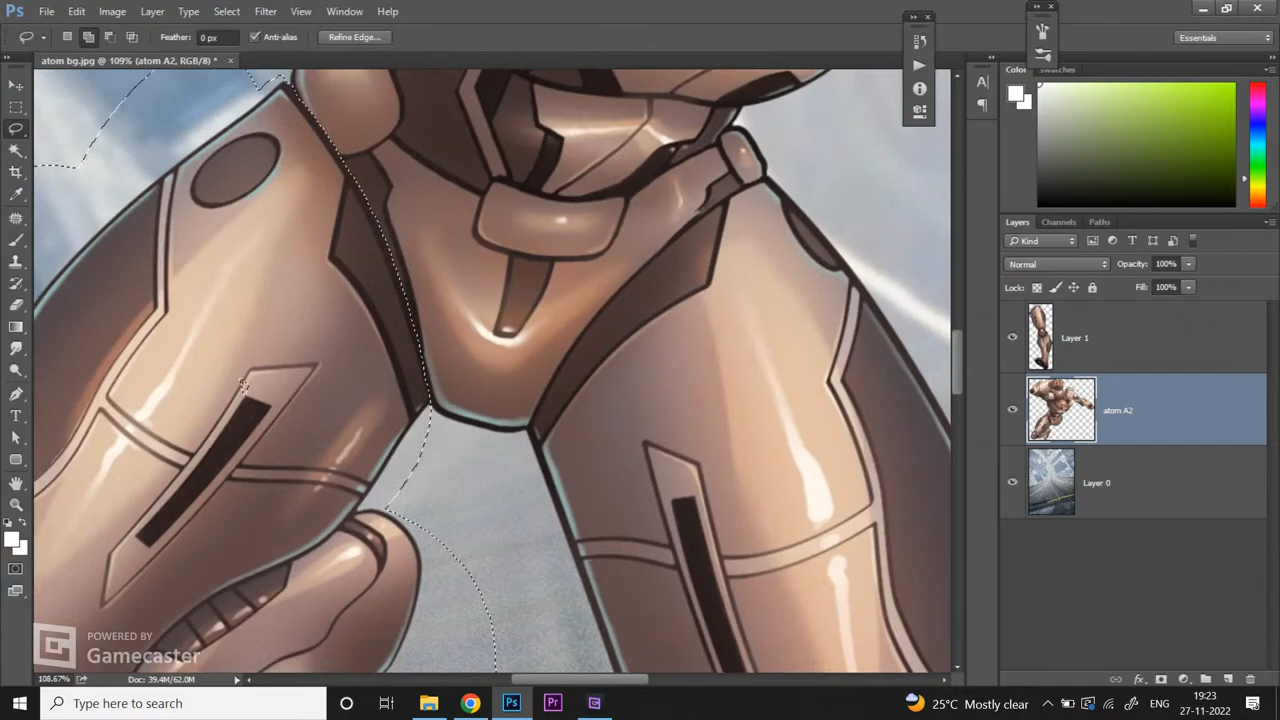 Ps File Edit Image Layer Type Select Filter 3D View Window Help
Feather: 0 px Anti-alias Refine Edge... Essentials
atom bg.jpg @ 109% (atom A2, RGB/8) * ×
Color Swatches
Layers Channels Paths
Kind
Normal Opacity: 100%
Lock: Fill: 100%
Layer 1
atom A2
Layer 0
POWERED BY
Gamecaster
108.67% Doc: 39.4M/62.0M
Type here to search
25°C Mostly clear ENG 19:23
27-11-2022